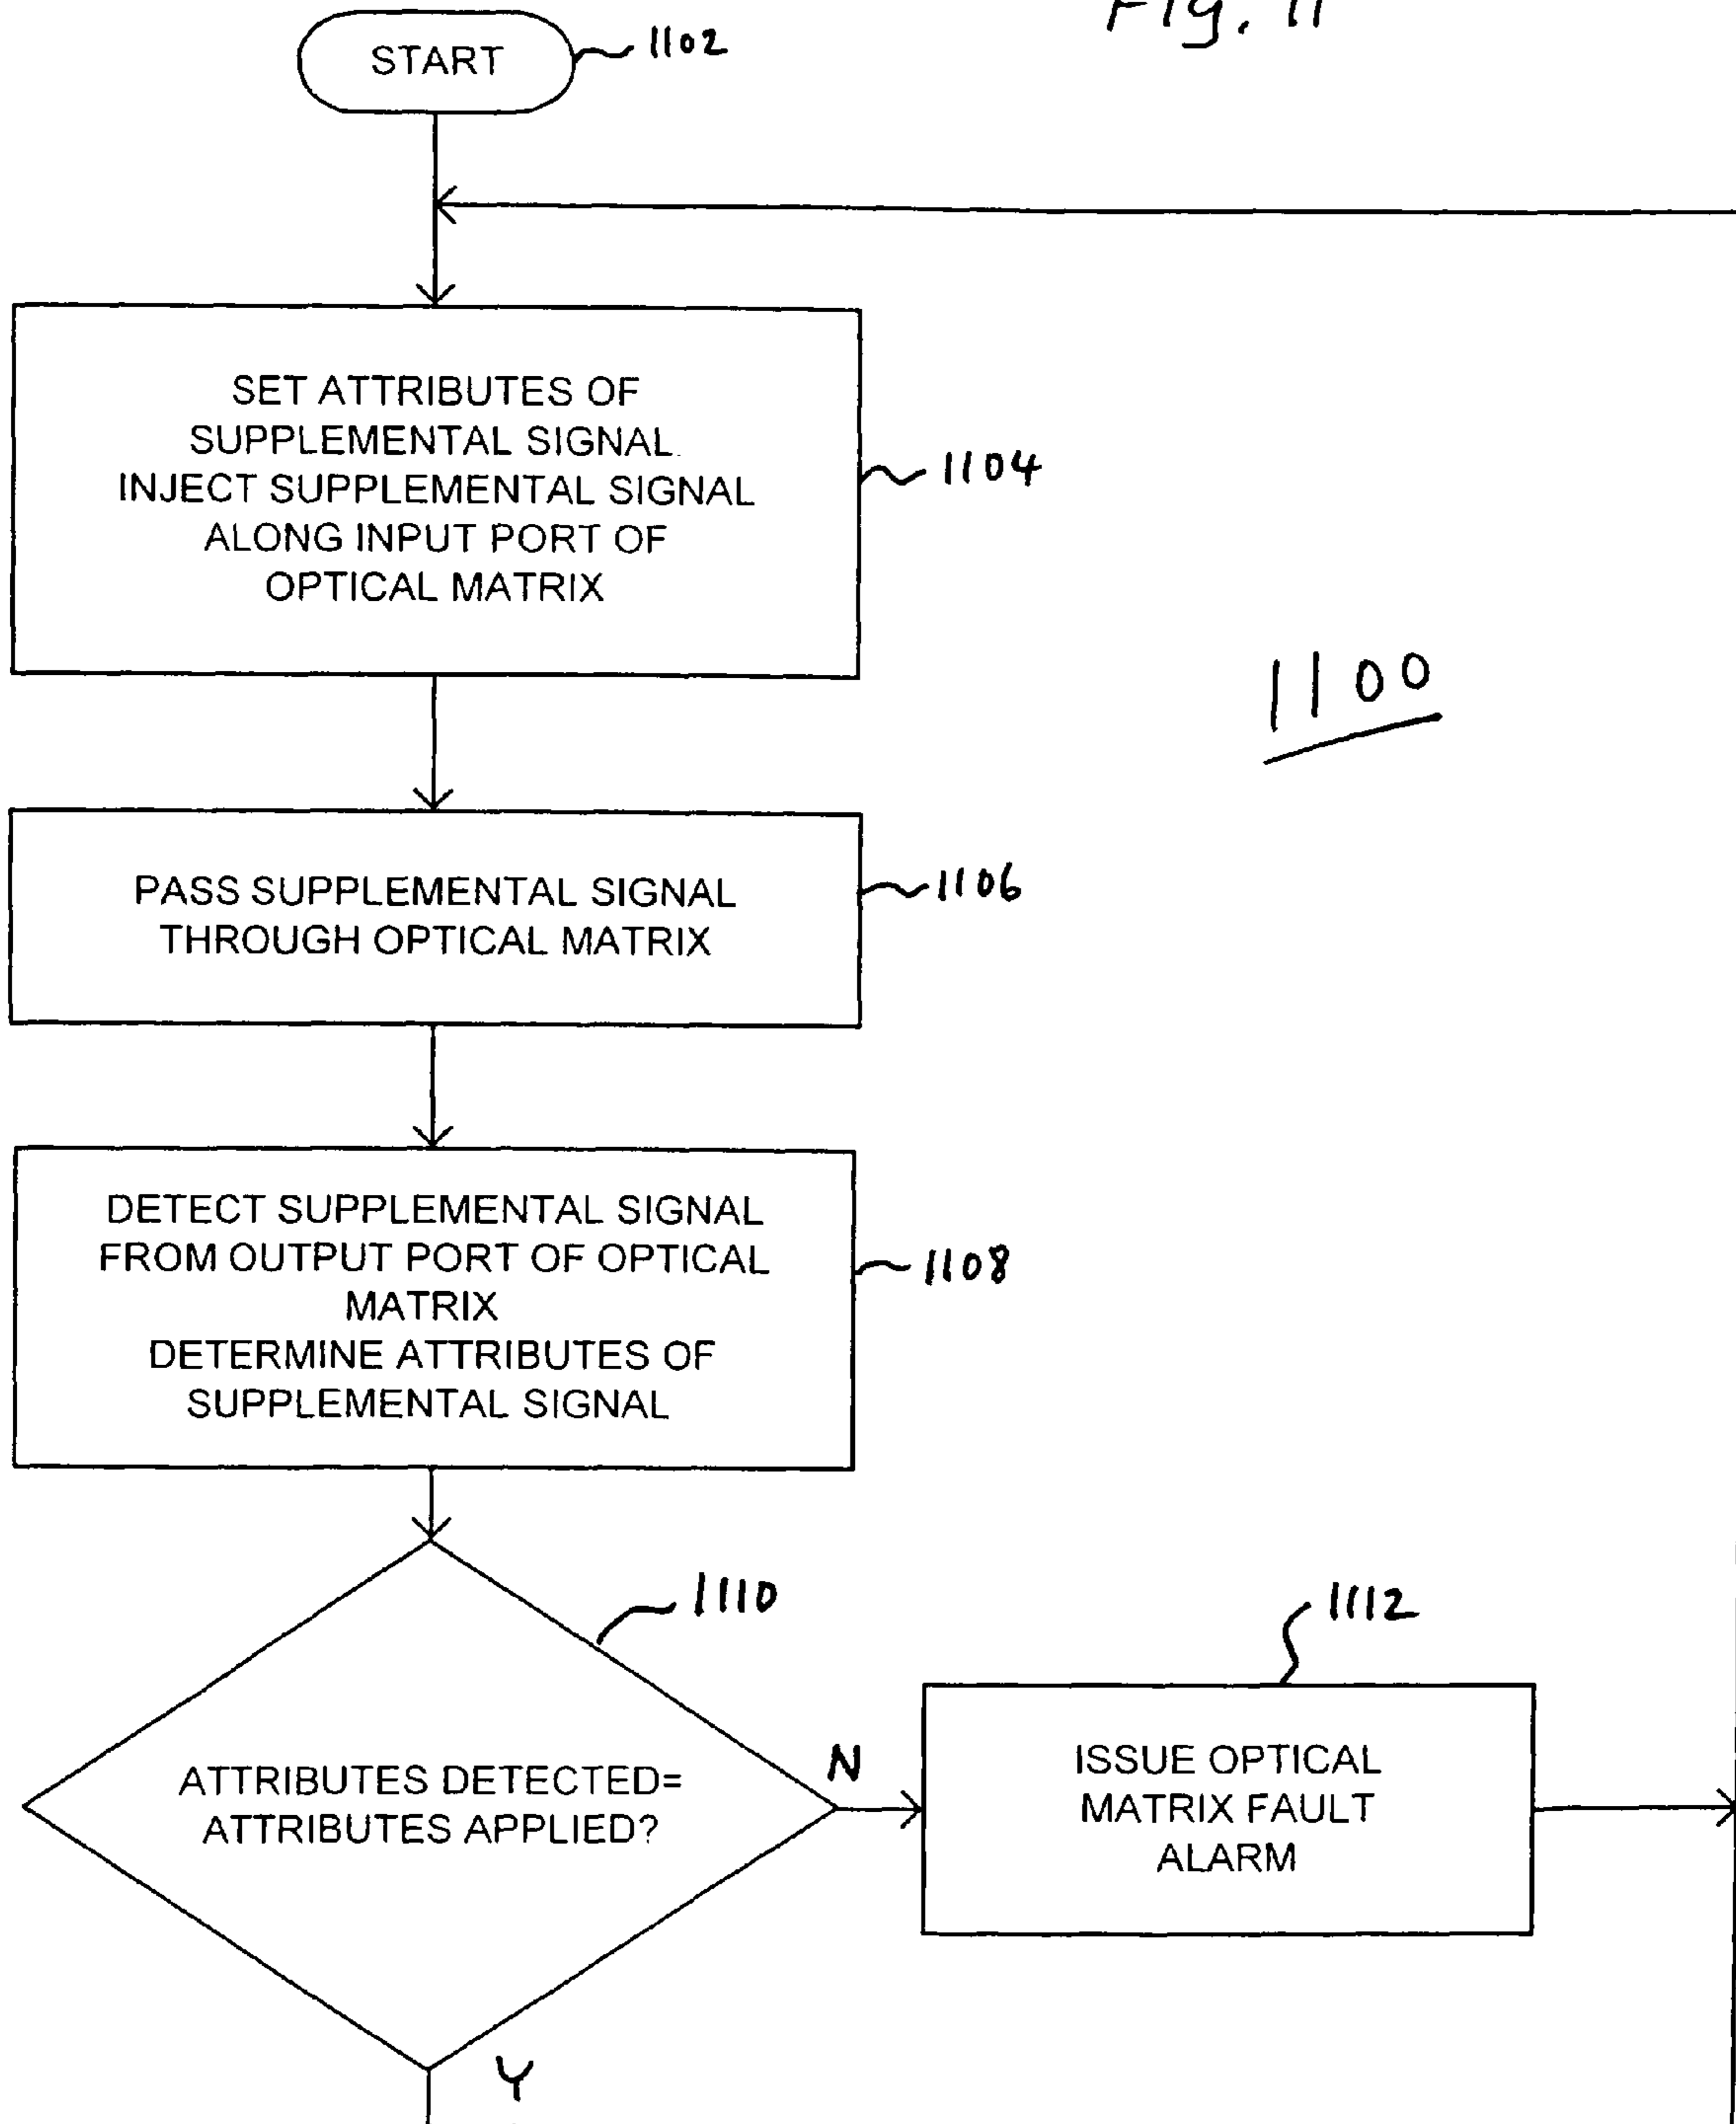 Fig. 11
START
1102
SET ATTRIBUTES OF
SUPPLEMENTAL SIGNAL.
INJECT SUPPLEMENTAL SIGNAL
ALONG INPUT PORT OF
OPTICAL MATRIX
1104
1100
PASS SUPPLEMENTAL SIGNAL
THROUGH OPTICAL MATRIX
1106
DETECT SUPPLEMENTAL SIGNAL
FROM OUTPUT PORT OF OPTICAL
MATRIX
DETERMINE ATTRIBUTES OF
SUPPLEMENTAL SIGNAL
1108
1110
ATTRIBUTES DETECTED=
ATTRIBUTES APPLIED?
N
1112
ISSUE OPTICAL
MATRIX FAULT
ALARM
Y